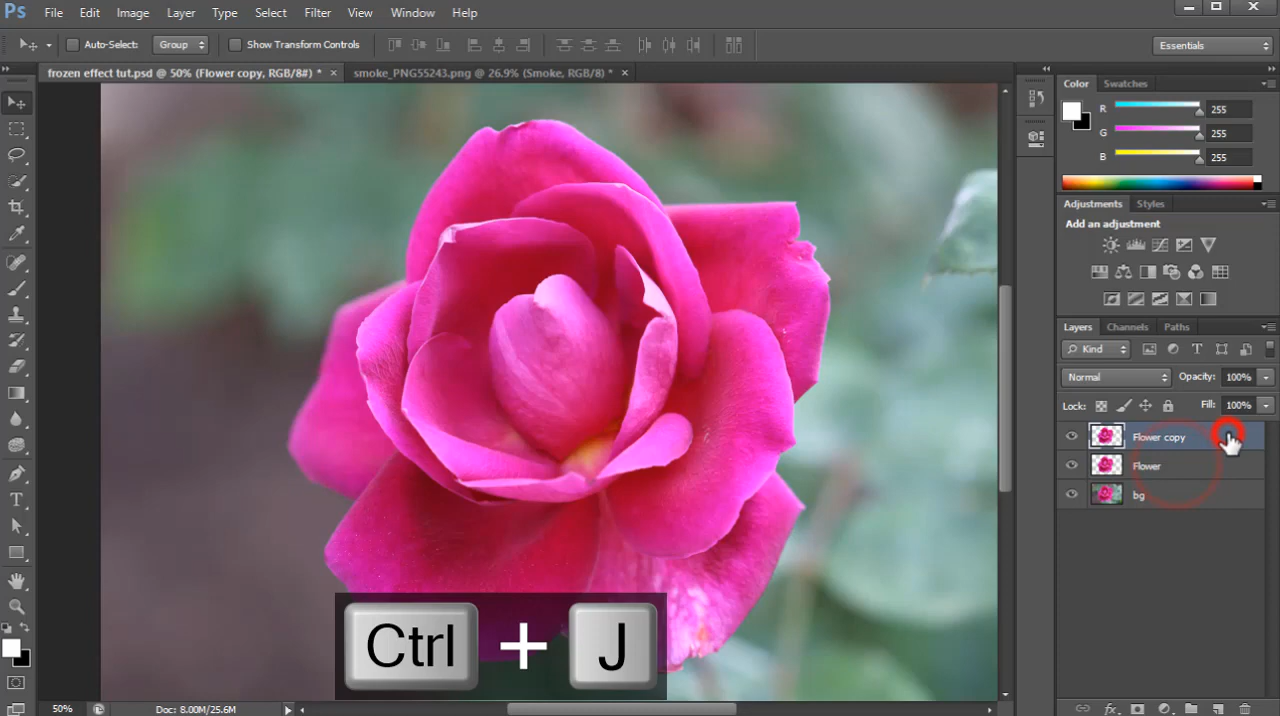 Ps File Edit Image Layer Type Select Filter View Window Help
Auto-Select: Group Show Transform Controls Essentials
frozen effect tut.psd @ 50% (Flower copy, RGB/8#) * × smoke_PNG55243.png @ 26.9% (Smoke, RGB/8) * ×
Color Swatches
R 255
G 255
B 255
Adjustments Styles
Add an adjustment
Layers Channels Paths
Kind
Normal Opacity: 100%
Lock: Fill: 100%
Flower copy
Flower
bg
Ctrl + J
50% Doc: 8.00M/25.6M